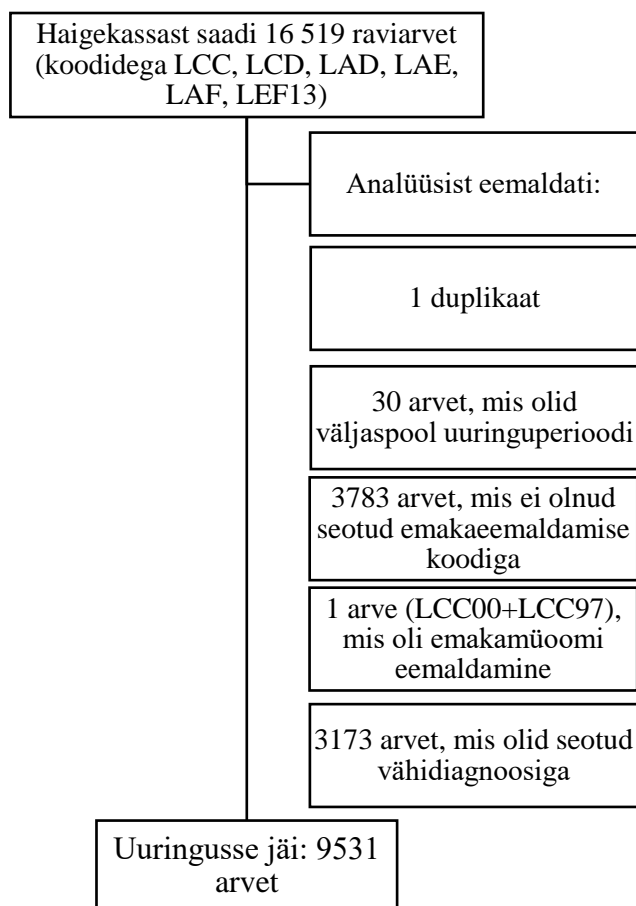 Haigekassast saadi 16 519 raviarvet
(koodidega LCC, LCD, LAD, LAE,
LAF, LEF13)
Analüüsist eemaldati:
1 duplikaat
30 arvet, mis olid
väljaspool uuringuperioodi
3783 arvet, mis ei olnud
seotud emakaeemaldamise
koodiga
1 arve (LCC00+LCC97),
mis oli emakamüoomi
eemaldamine
3173 arvet, mis olid seotud
vähidiagnoosiga
Uuringusse jäi: 9531
arvet